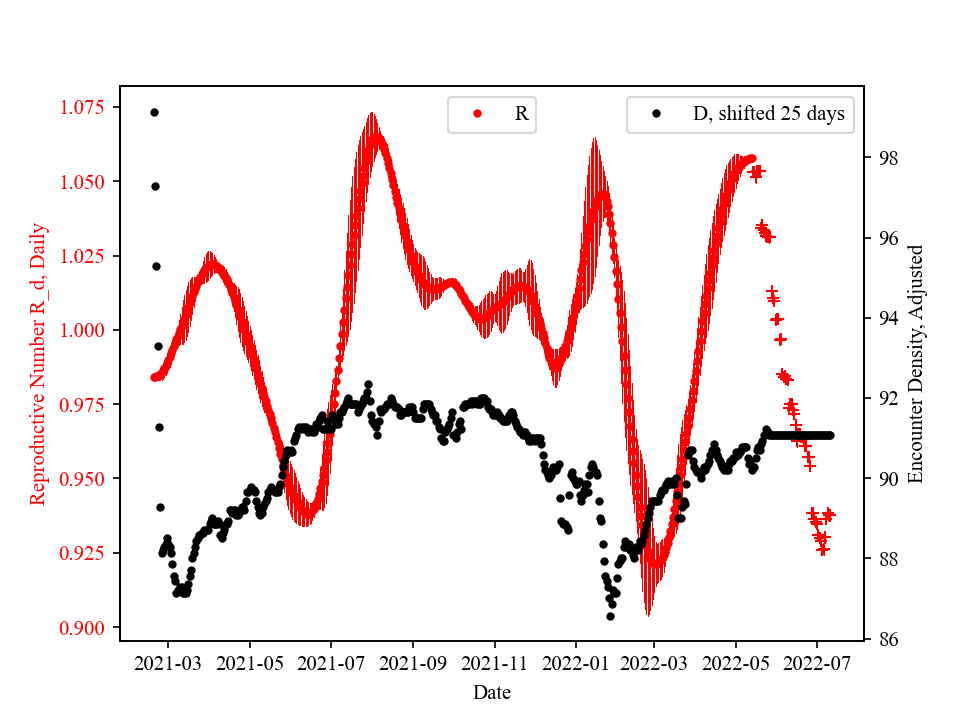 R
D, shifted 25 days
1.075
1.050
1.025
1.000
0.975
0.950
0.925
0.900
Reproductive Number R_d, Daily
98
96
94
92
90
88
86
Encounter Density, Adjusted
2021-03 2021-05 2021-07 2021-09 2021-11 2022-01 2022-03 2022-05 2022-07
Date